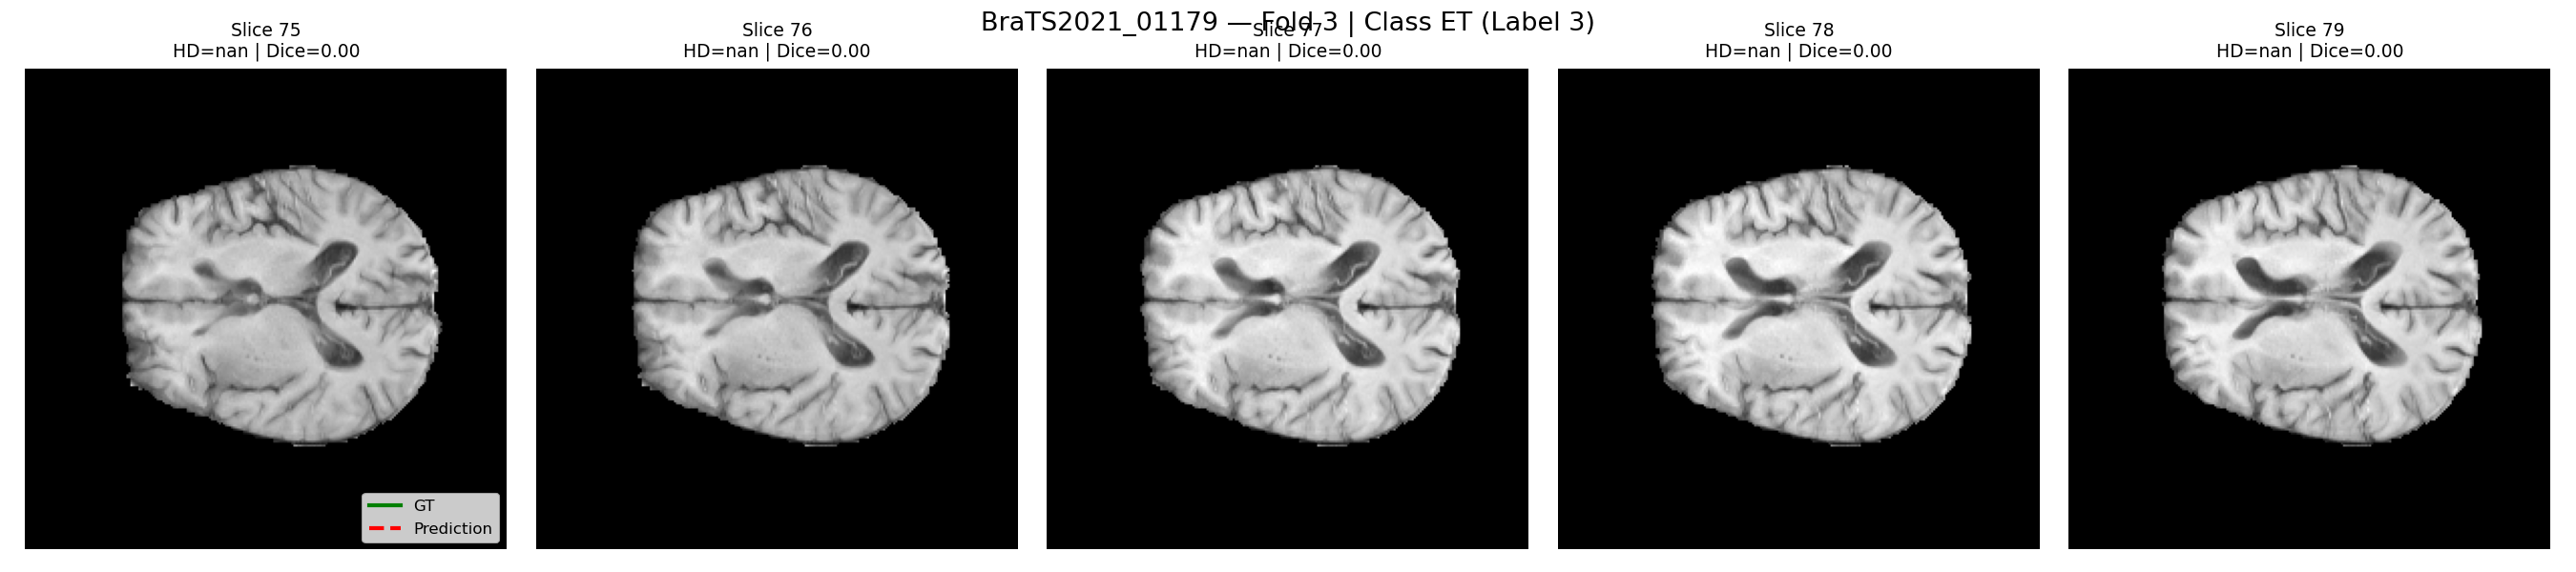 BraTS2021_01179 — Fold 3 | Class ET (Label 3)
Slice 75
HD=nan | Dice=0.00
Slice 76
HD=nan | Dice=0.00
Slice 77
HD=nan | Dice=0.00
Slice 78
HD=nan | Dice=0.00
Slice 79
HD=nan | Dice=0.00
GT
Prediction